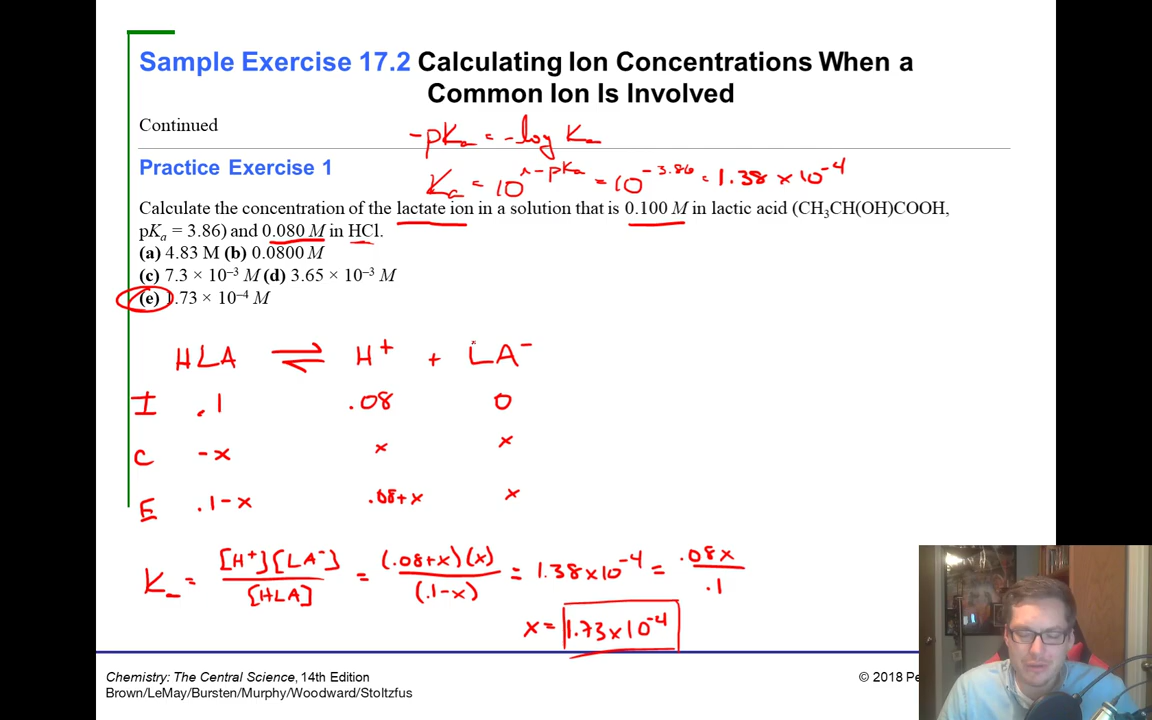 Sample Exercise 17.2 Calculating Ion Concentrations When a
Common Ion Is Involved
Continued
-pKa = -log Ka
Practice Exercise 1
Ka = 10^-pKa = 10^-3.86 = 1.38 × 10^-4
Calculate the concentration of the lactate ion in a solution that is 0.100 M in lactic acid (CH₃CH(OH)COOH,
pKa = 3.86) and 0.080 M in HCl.
(a) 4.83 M (b) 0.0800 M
(c) 7.3 × 10⁻³ M (d) 3.65 × 10⁻³ M
(e) 1.73 × 10⁻⁴ M
HLA ⇌ H⁺ + LA⁻
I .1 .08 0
C -x x x
E .1-x .08+x x
Ka = [H⁺][LA⁻]/[HLA] = (.08+x)(x)/(.1-x) = 1.38×10⁻⁴ = .08x/.1
x = 1.73×10⁻⁴
Chemistry: The Central Science, 14th Edition
Brown/LeMay/Bursten/Murphy/Woodward/Stoltzfus
© 2018